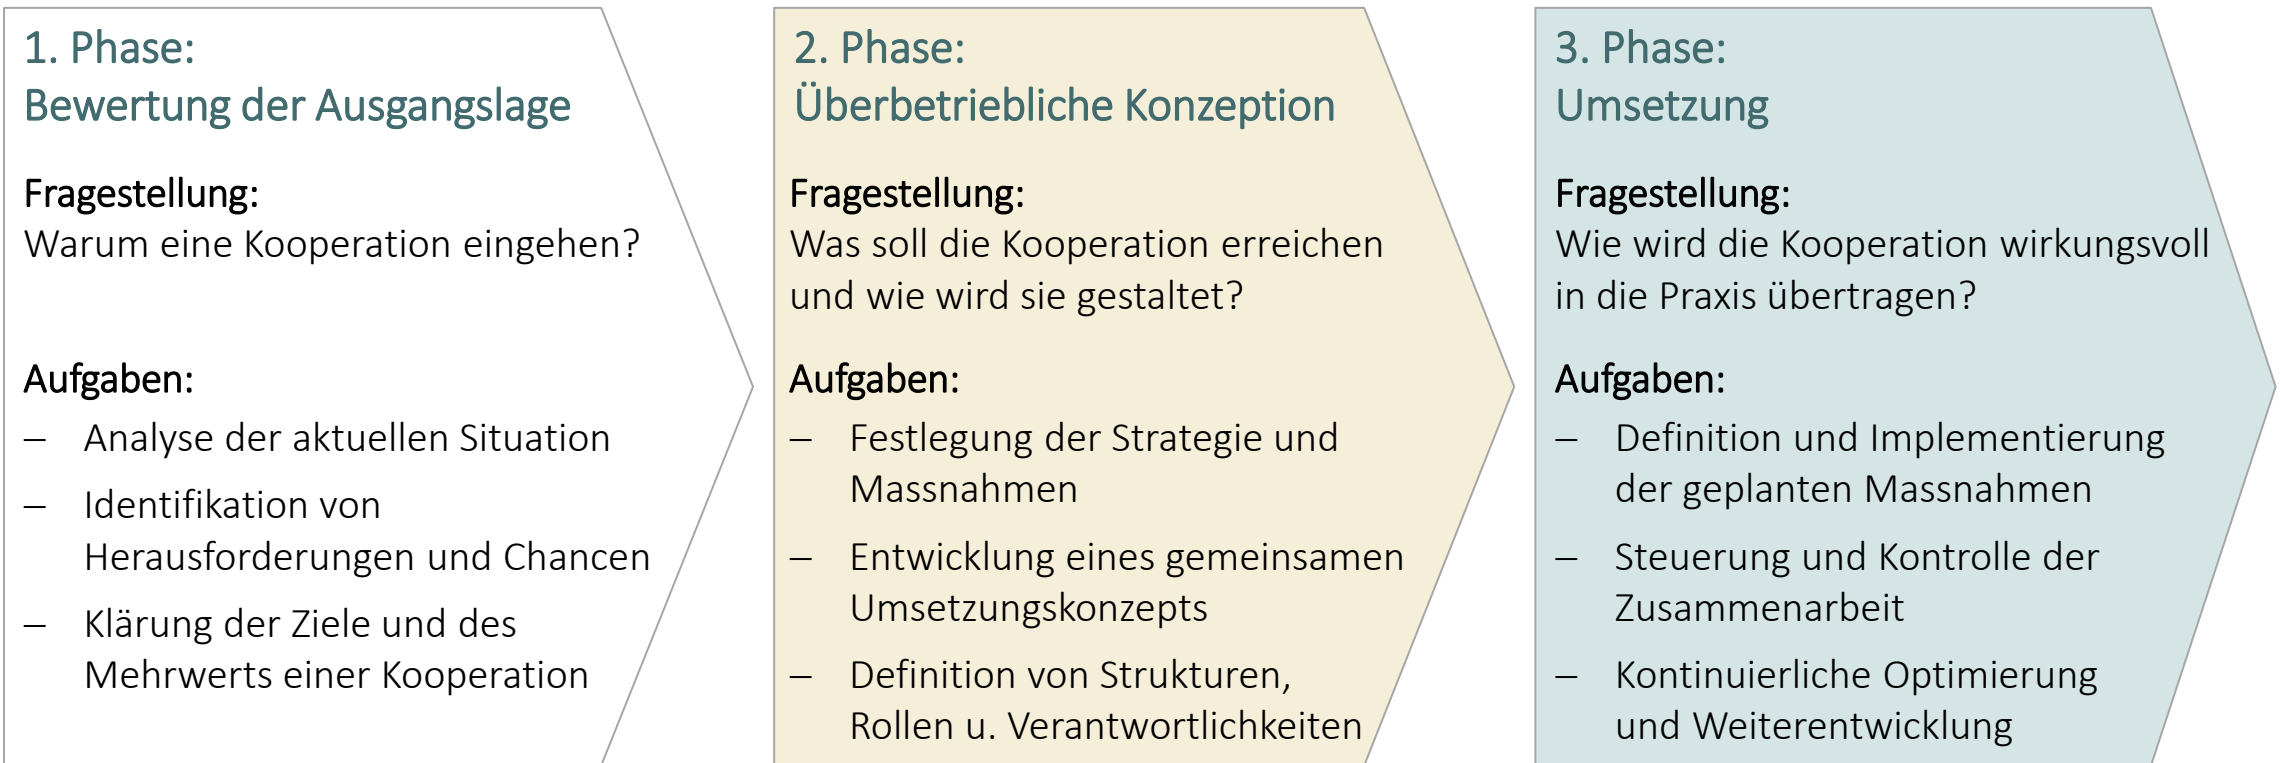 1. Phase:
Bewertung der Ausgangslage
Fragestellung:
Warum eine Kooperation eingehen?
Aufgaben:
– Analyse der aktuellen Situation
– Identifikation von
Herausforderungen und Chancen
– Klärung der Ziele und des
Mehrwerts einer Kooperation
2. Phase:
Überbetriebliche Konzeption
Fragestellung:
Was soll die Kooperation erreichen
und wie wird sie gestaltet?
Aufgaben:
– Festlegung der Strategie und
Massnahmen
– Entwicklung eines gemeinsamen
Umsetzungskonzepts
– Definition von Strukturen,
Rollen u. Verantwortlichkeiten
3. Phase:
Umsetzung
Fragestellung:
Wie wird die Kooperation wirkungsvoll
in die Praxis übertragen?
Aufgaben:
– Definition und Implementierung
der geplanten Massnahmen
– Steuerung und Kontrolle der
Zusammenarbeit
– Kontinuierliche Optimierung
und Weiterentwicklung